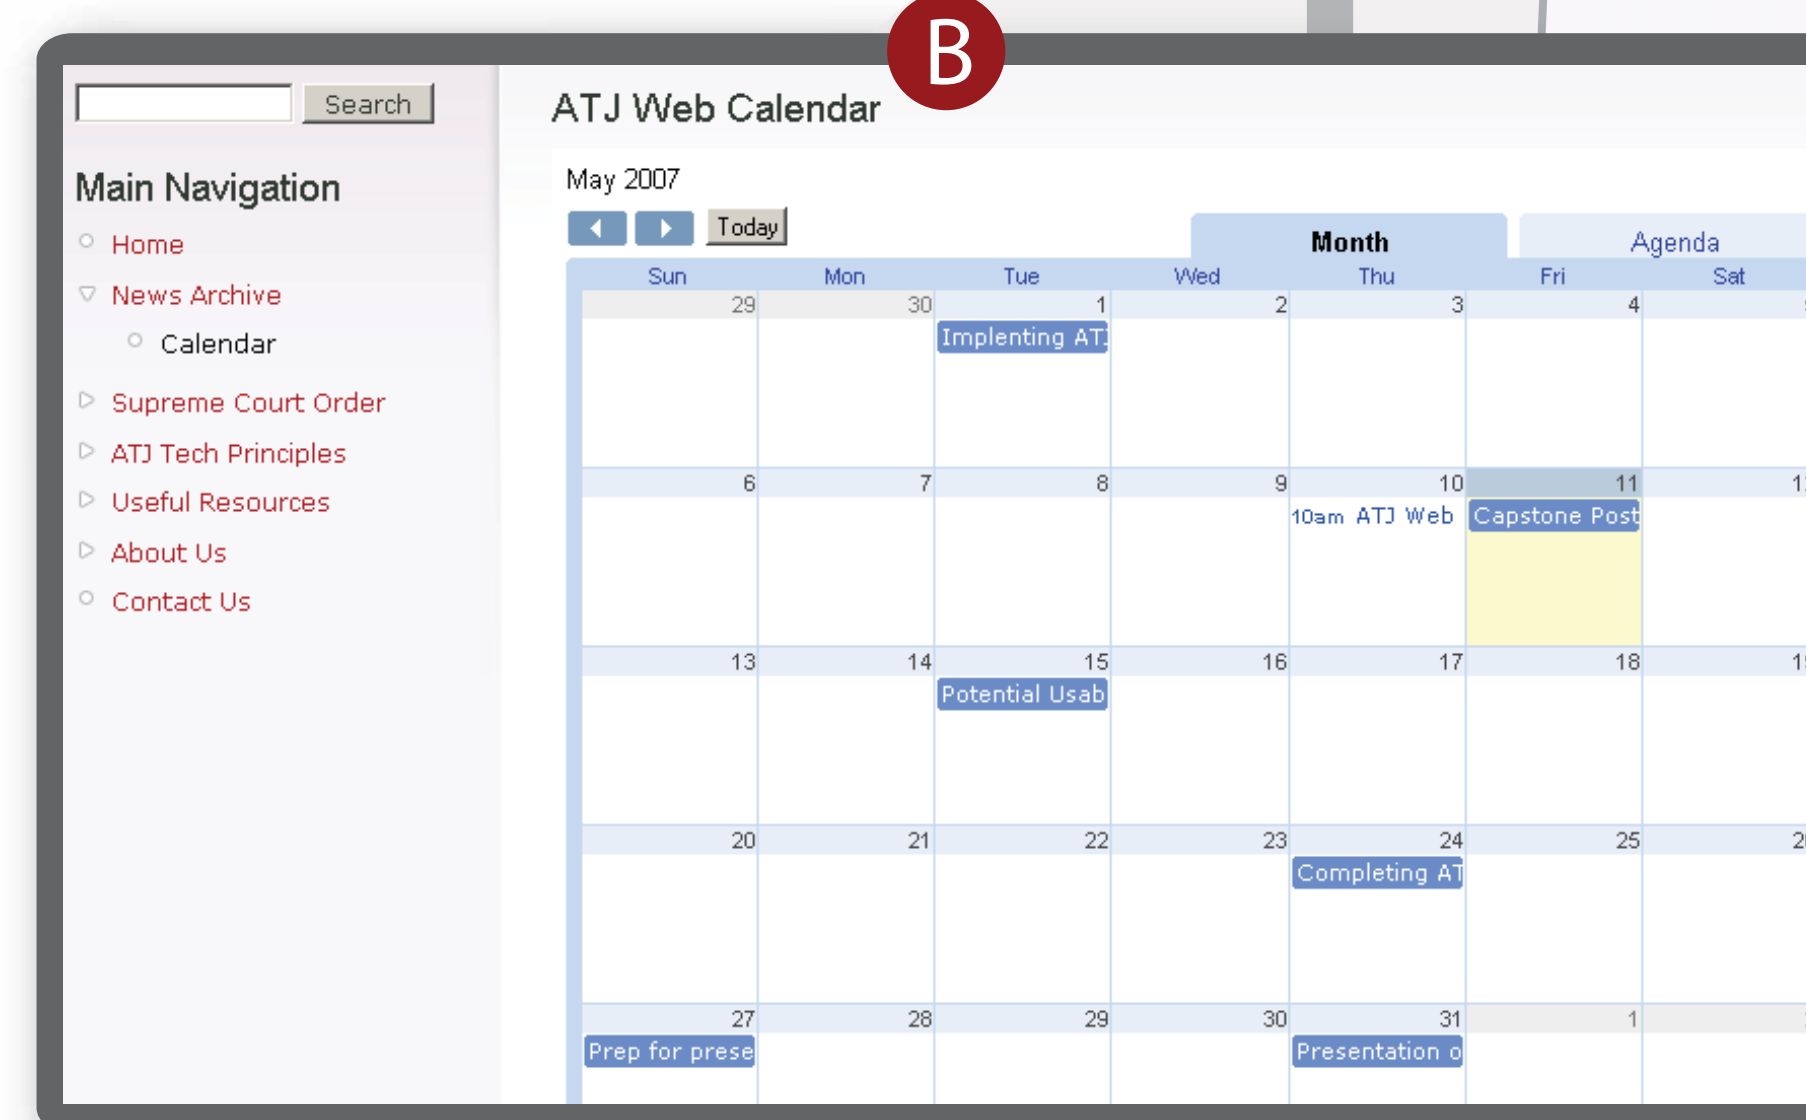 B
Search
Main Navigation
Home
News Archive
Calendar
Supreme Court Order
ATJ Tech Principles
Useful Resources
About Us
Contact Us
ATJ Web Calendar
May 2007
Today
Month Agenda
Sun Mon Tue Wed Thu Fri Sat
29 30 1 2 3 4
Implenting ATJ
6 7 8 9 10 11
10am ATJ Web Capstone Post
13 14 15 16 17 18
Potential Usab
20 21 22 23 24 25
Completing AT
27 28 29 30 31 1
Prep for prese Presentation o